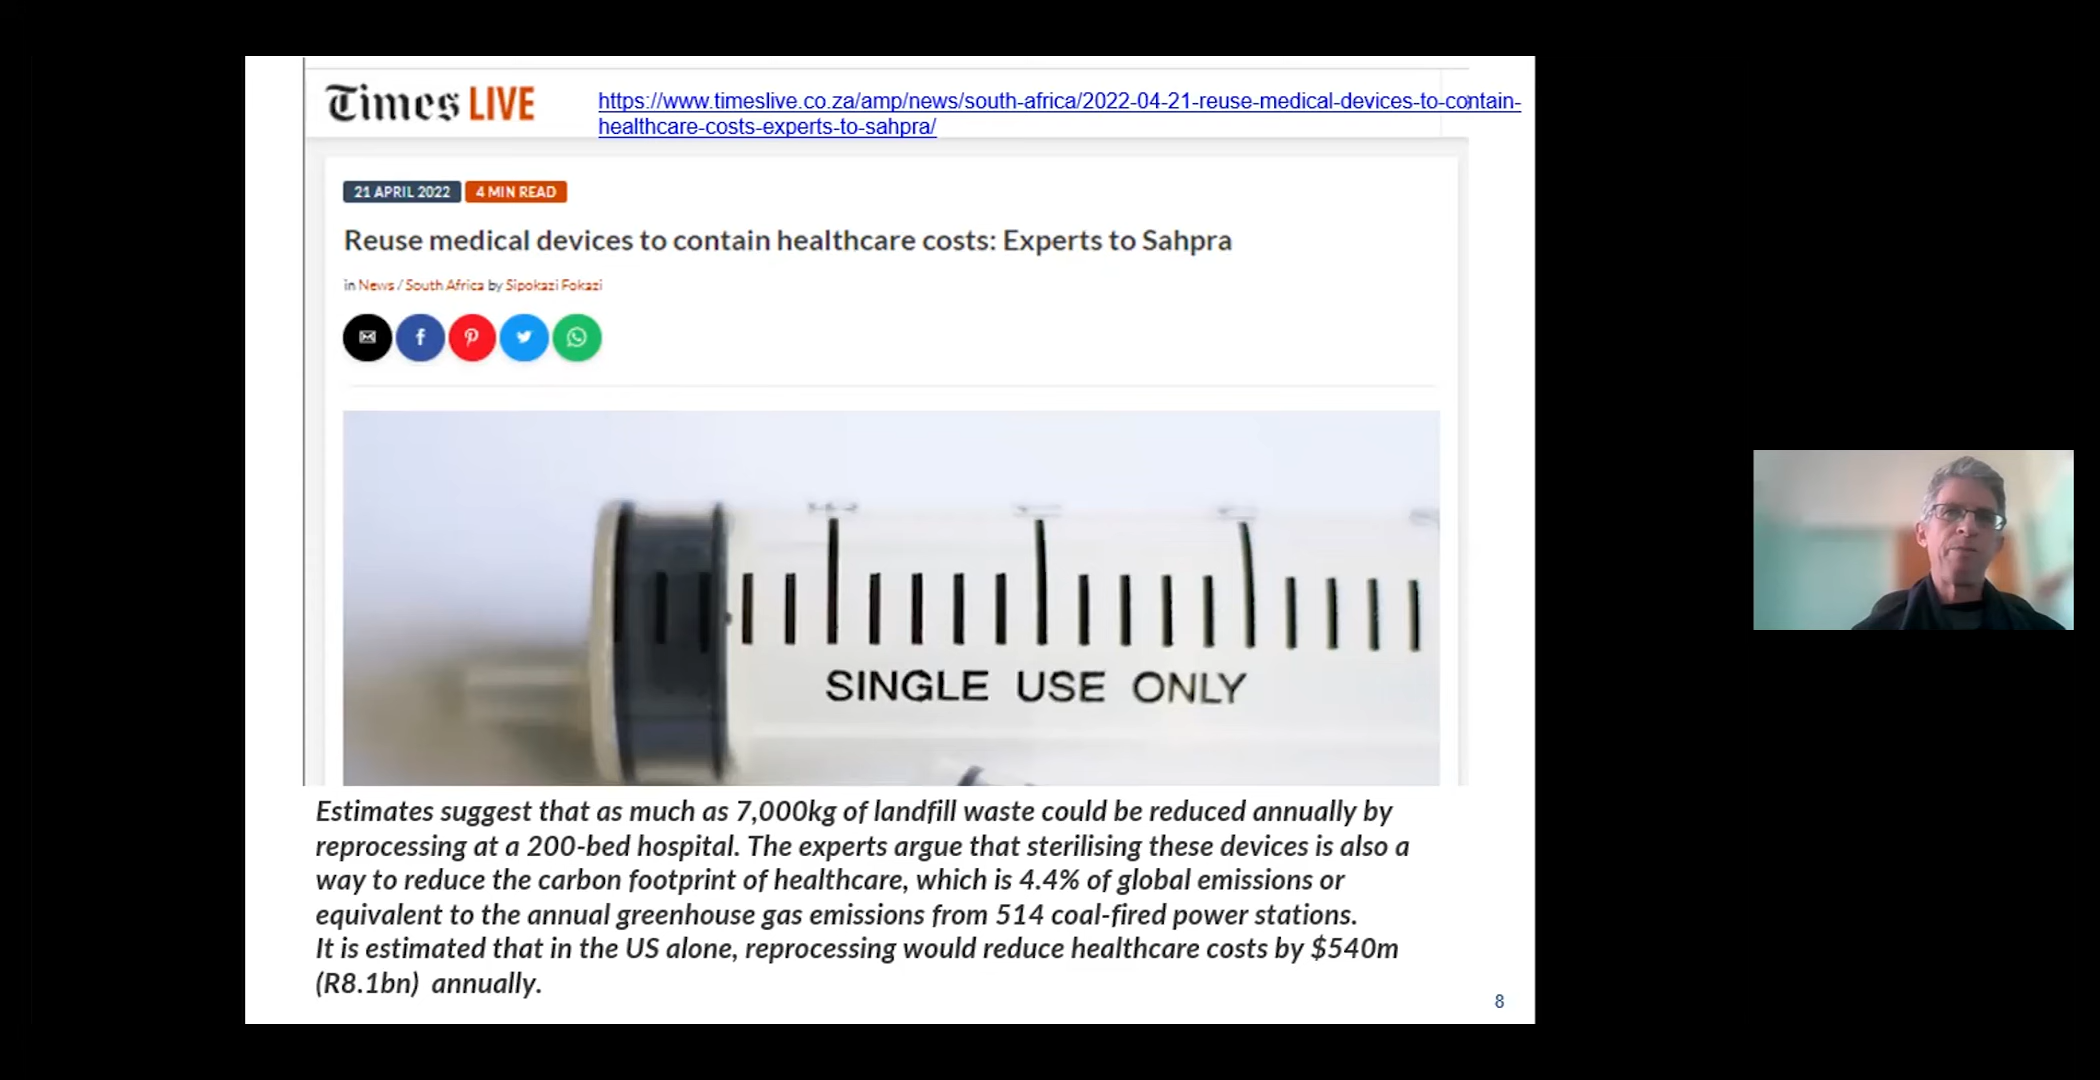 Times LIVE
https://www.timeslive.co.za/amp/news/south-africa/2022-04-21-reuse-medical-devices-to-contain-
healthcare-costs-experts-to-sahpra/
21 APRIL 2022 4 MIN READ
Reuse medical devices to contain healthcare costs: Experts to Sahpra
in News / South Africa by Sipokazi Fokazi
SINGLE USE ONLY
Estimates suggest that as much as 7,000kg of landfill waste could be reduced annually by
reprocessing at a 200-bed hospital. The experts argue that sterilising these devices is also a
way to reduce the carbon footprint of healthcare, which is 4.4% of global emissions or
equivalent to the annual greenhouse gas emissions from 514 coal-fired power stations.
It is estimated that in the US alone, reprocessing would reduce healthcare costs by $540m
(R8.1bn) annually.
8